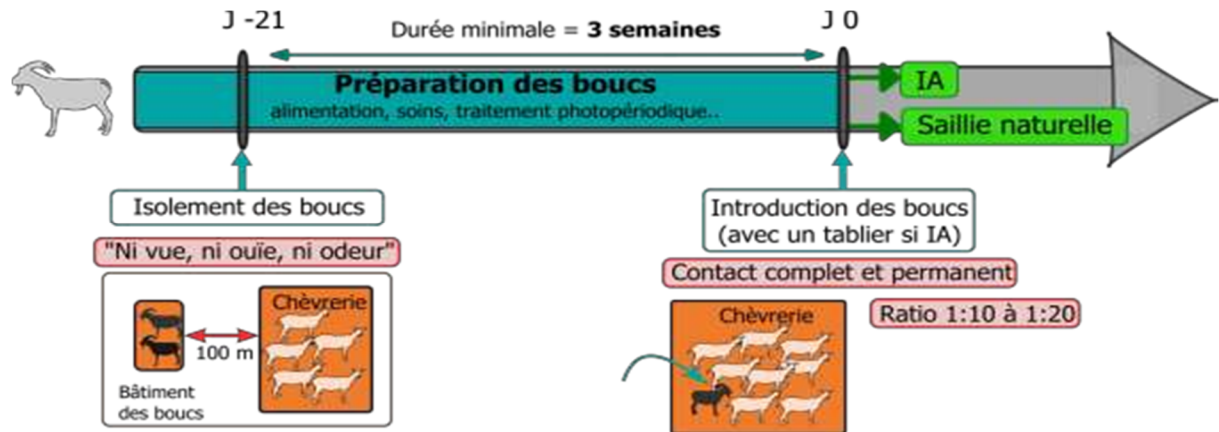 J -21
Durée minimale = 3 semaines
J 0
Préparation des boucs
alimentation, soins, traitement photopériodique..
IA
Saillie naturelle
Isolement des boucs
"Ni vue, ni ouïe, ni odeur"
Chèvrerie
100 m
Bâtiment
des boucs
Introduction des boucs
(avec un tablier si IA)
Contact complet et permanent
Chèvrerie
Ratio 1:10 à 1:20